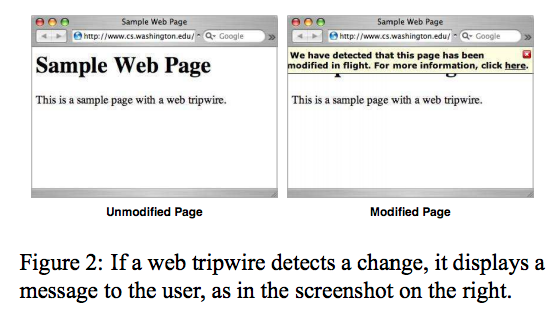 Sample Web Page
http://www.cs.washington.edu/
Google
Sample Web Page
This is a sample page with a web tripwire.
Unmodified Page
Sample Web Page
http://www.cs.washington.edu/
Google
We have detected that this page has been
modified in flight. For more information, click here.
This is a sample page with a web tripwire.
Modified Page
Figure 2: If a web tripwire detects a change, it displays a
message to the user, as in the screenshot on the right.